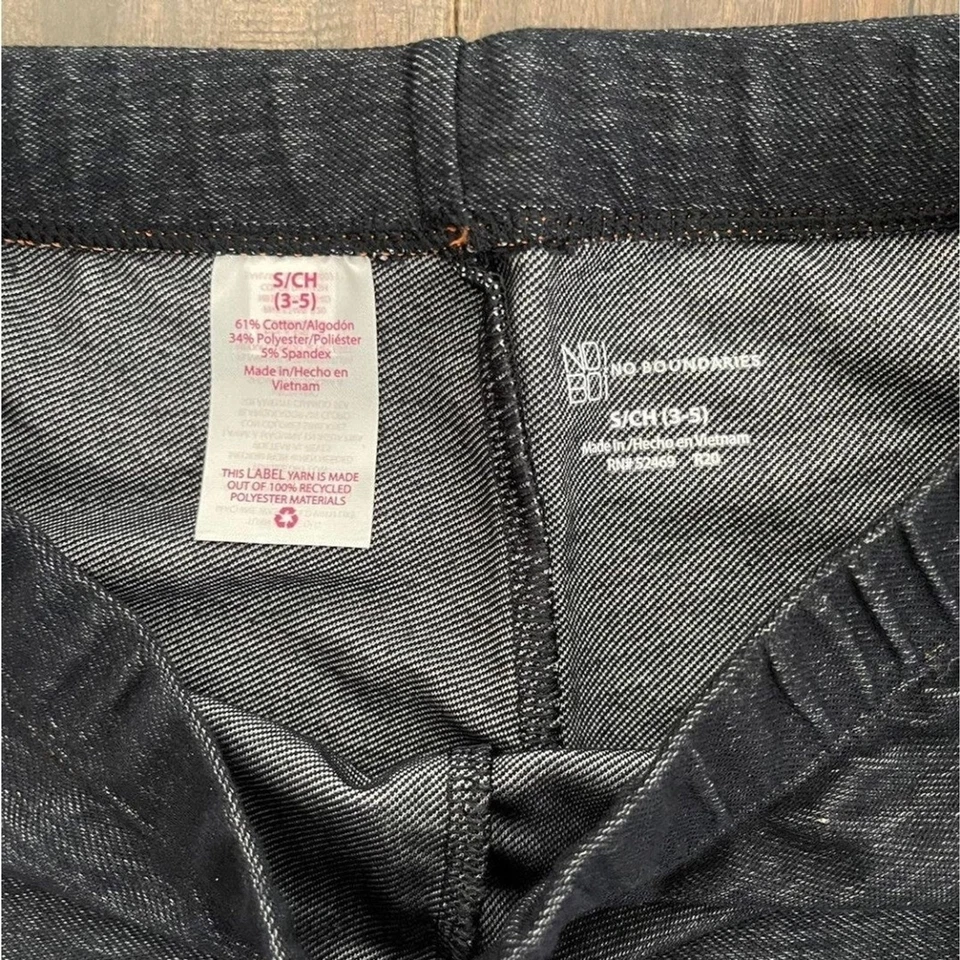 S/CH
(3-5)
61% Cotton/Algodón
34% Polyester/Poliéster
5% Spandex
Made in/Hecho en
Vietnam
THIS LABEL YARN IS MADE
OUT OF 100% RECYCLED
POLYESTER MATERIALS
NO!
BO!
NO BOUNDARIES
S/CH (3-5)
Made in/Hecho en Vietnam
RN# 52469